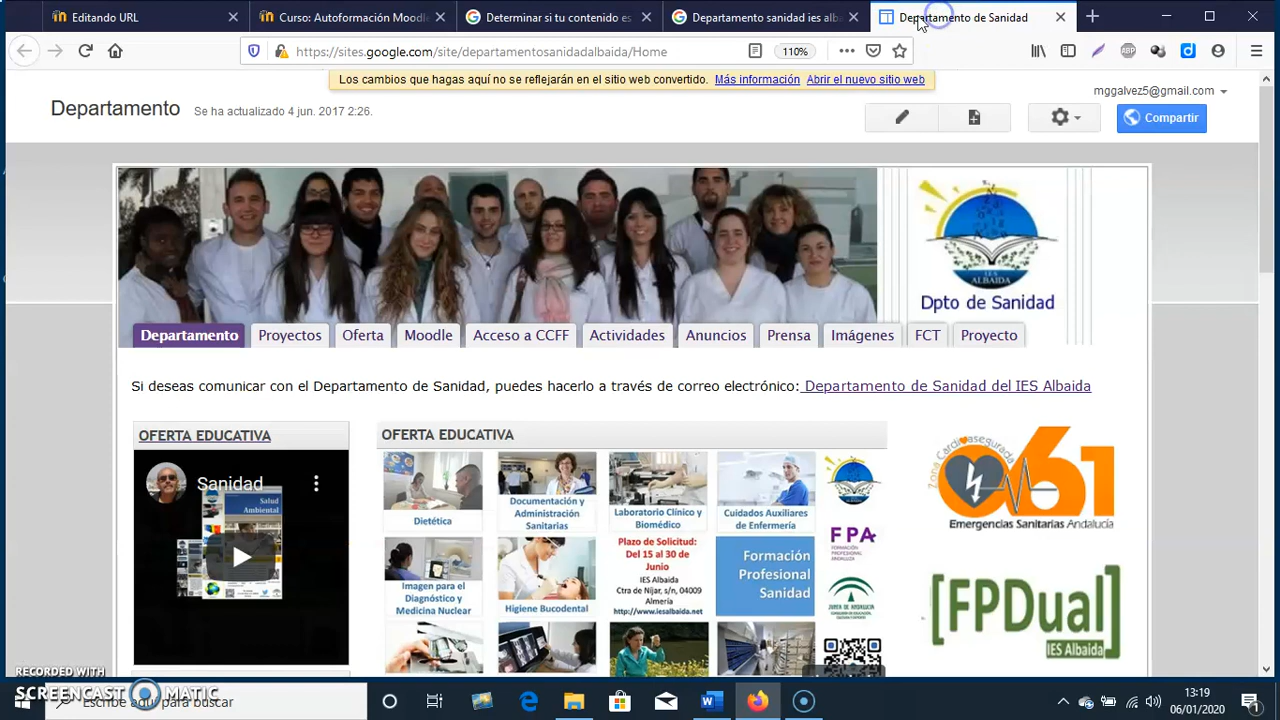 Editando URL
Curso: Autoformación Moodle
Determinar si tu contenido es
Departamento sanidad ies alb
Departamento de Sanidad
https://sites.google.com/site/departamentosanidadalbaida/Home
110%
Los cambios que hagas aquí no se reflejarán en el sitio web convertido. Más información Abrir el nuevo sitio web
mggalvez5@gmail.com
Departamento
Se ha actualizado 4 jun. 2017 2:26.
Compartir
IES
ALBAIDA
Dpto de Sanidad
Departamento
Proyectos
Oferta
Moodle
Acceso a CCFF
Actividades
Anuncios
Prensa
Imágenes
FCT
Proyecto
Si deseas comunicar con el Departamento de Sanidad, puedes hacerlo a través de correo electrónico: Departamento de Sanidad del IES Albaida
OFERTA EDUCATIVA
Sanidad
Salud
Ambiental
OFERTA EDUCATIVA
Dietética
Documentación y
Administración
Sanitarias
Laboratorio Clínico y
Biomédico
Cuidados Auxiliares
de Enfermería
Imagen para el
Diagnóstico y
Medicina Nuclear
Higiene Bucodental
Plazo de Solicitud:
Del 15 al 30 de
Junio
IES Albaida
Ctra de Níjar, s/n, 04009
Almería
http://www.iesalbaida.net
Formación
Profesional
Sanidad
FPA
FORMACIÓN
PROFESIONAL
ANDALUZA
JUNTA DE ANDALUCIA
Zona Cardioasegurada
061
Emergencias Sanitarias Andalucía
[FPDual]
IES Albaida
RECORDED WITH
SCREENCAST MATIC
Escribe aquí para buscar
13:19
06/01/2020
1